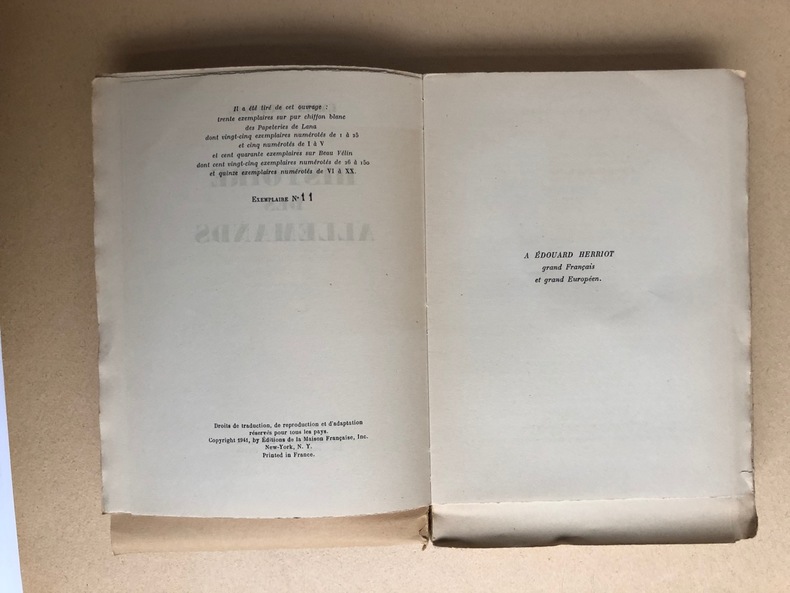 Il a été tiré de cet ouvrage :
trente exemplaires sur pur chiffon blanc
des Papeteries de Lana
dont vingt-cinq exemplaires numérotés de 1 à 25
et cinq numérotés de I à V
et cent quarante exemplaires sur Beau Vélin
dont cent vingt-cinq exemplaires numérotés de 26 à 150
et quinze exemplaires numérotés de VI à XX.
HISTOIRE
DES
ALLEMANDS
Exemplaire N° 11
Droits de traduction, de reproduction et d'adaptation
réservés pour tous les pays.
Copyright 1941, by Éditions de la Maison Française, Inc.
New-York, N. Y.
Printed in France.
A ÉDOUARD HERRIOT
grand Français
et grand Européen.